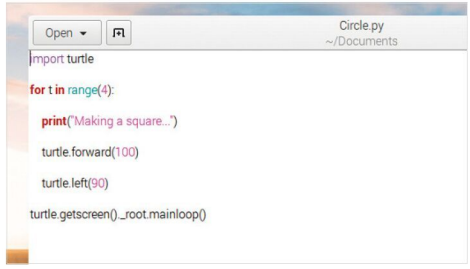 Open
Circle.py
~/Documents
import turtle
for t in range(4):
print("Making a square...")
turtle.forward(100)
turtle.left(90)
turtle.getscreen()._root.mainloop()